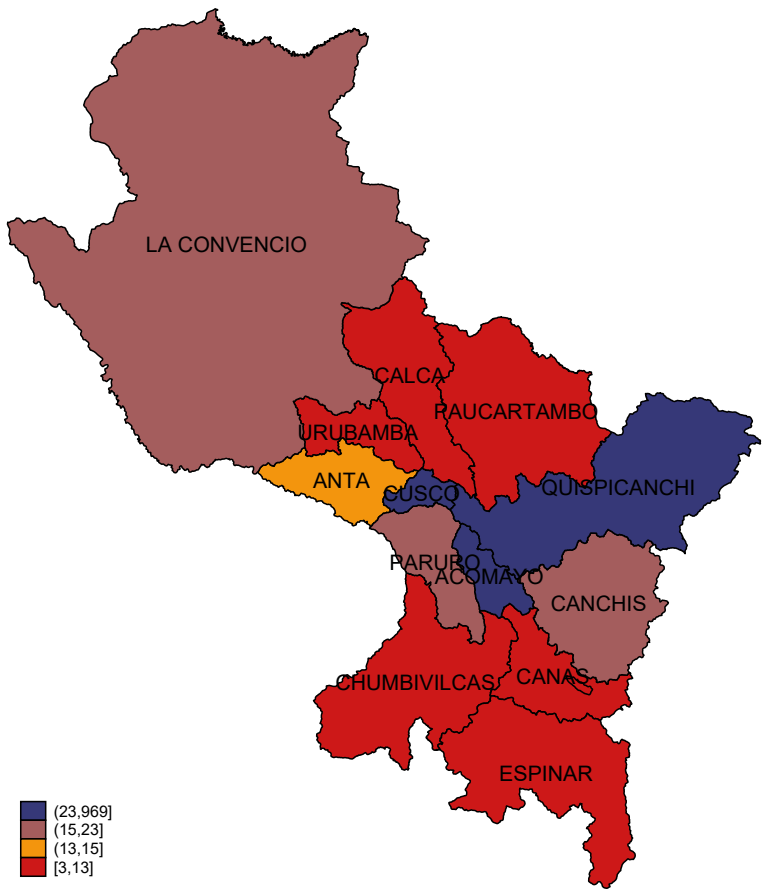 LA CONVENCIO
CALCA
PAUCARTAMBO
URUBAMBA
ANTA
CUSCO
QUISPICANCHI
PARURO
ACOMAYO
CANCHIS
CHUMBIVILCAS
CANAS
ESPINAR
(23,969]
(15,23]
(13,15]
[3,13]